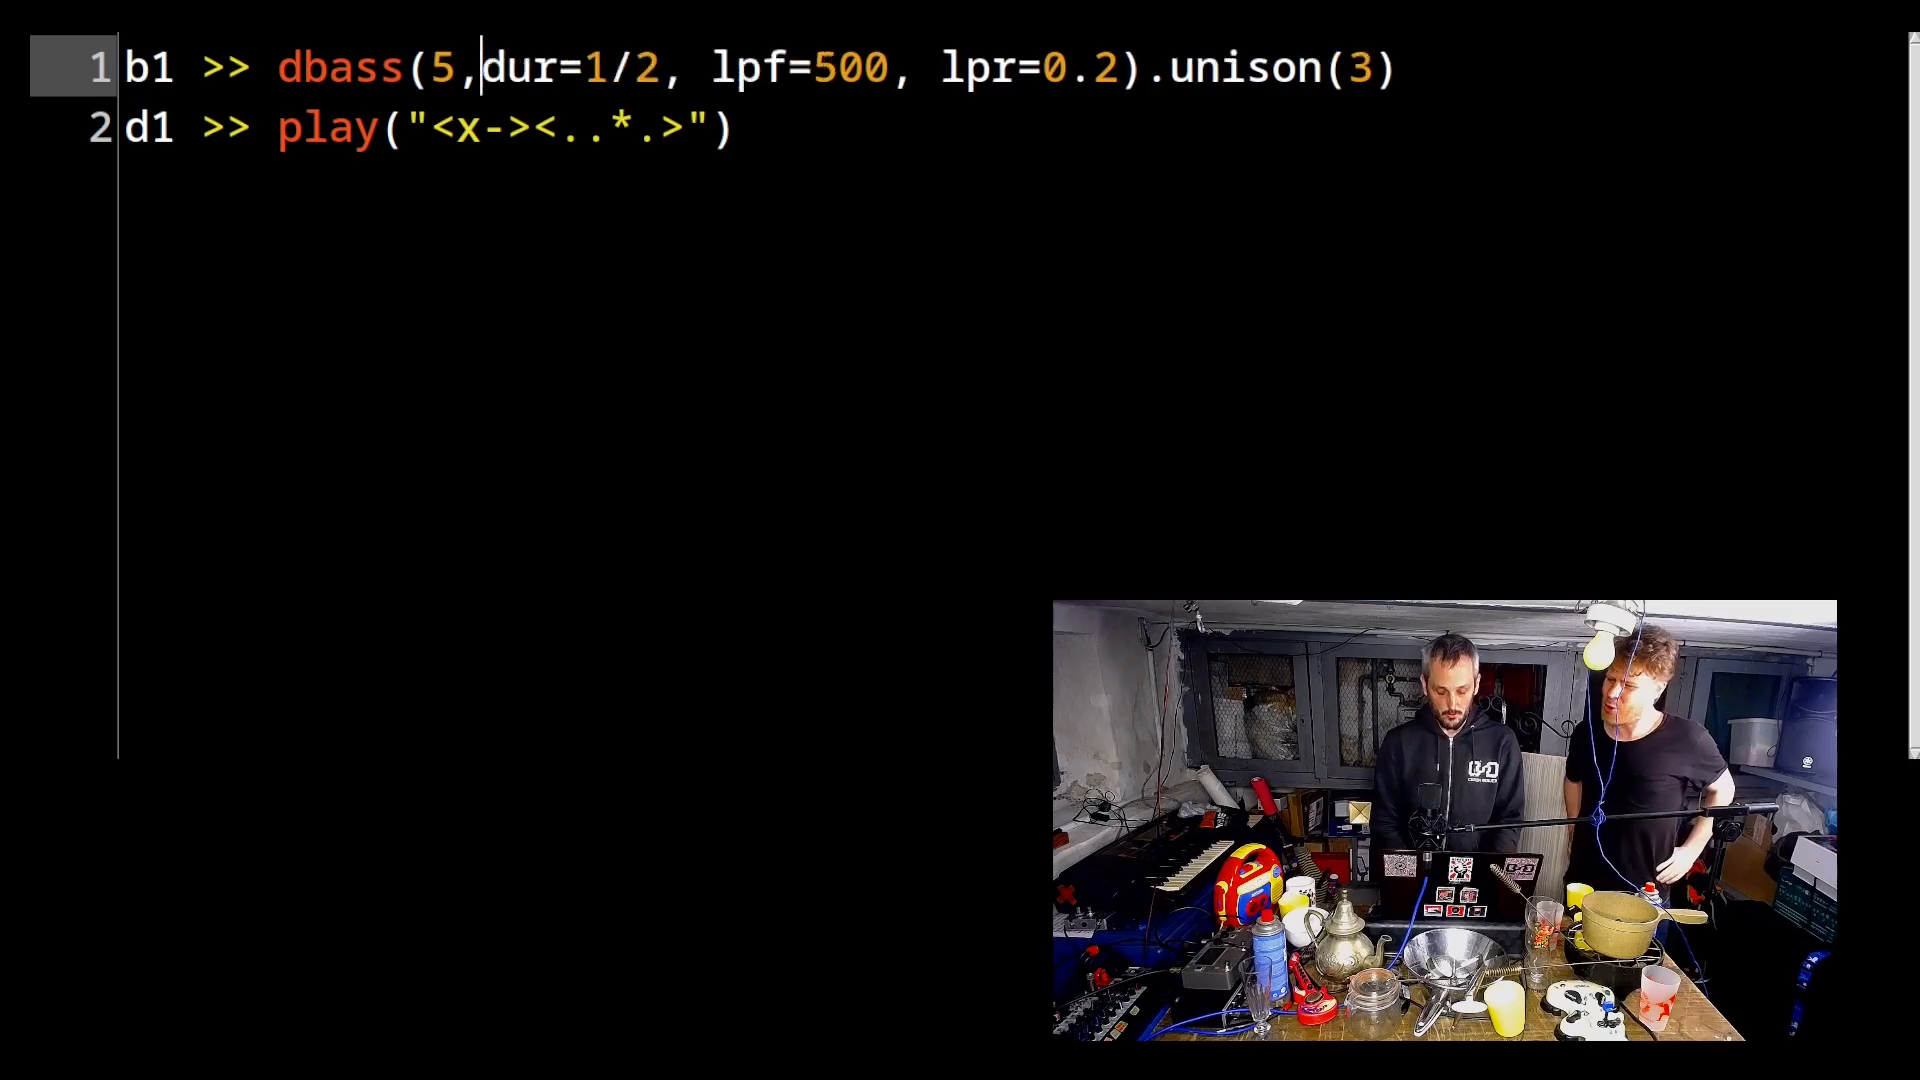 1 b1 >> dbass(5,dur=1/2, lpf=500, lpr=0.2).unison(3)
2 d1 >> play("<x-><..*.>")